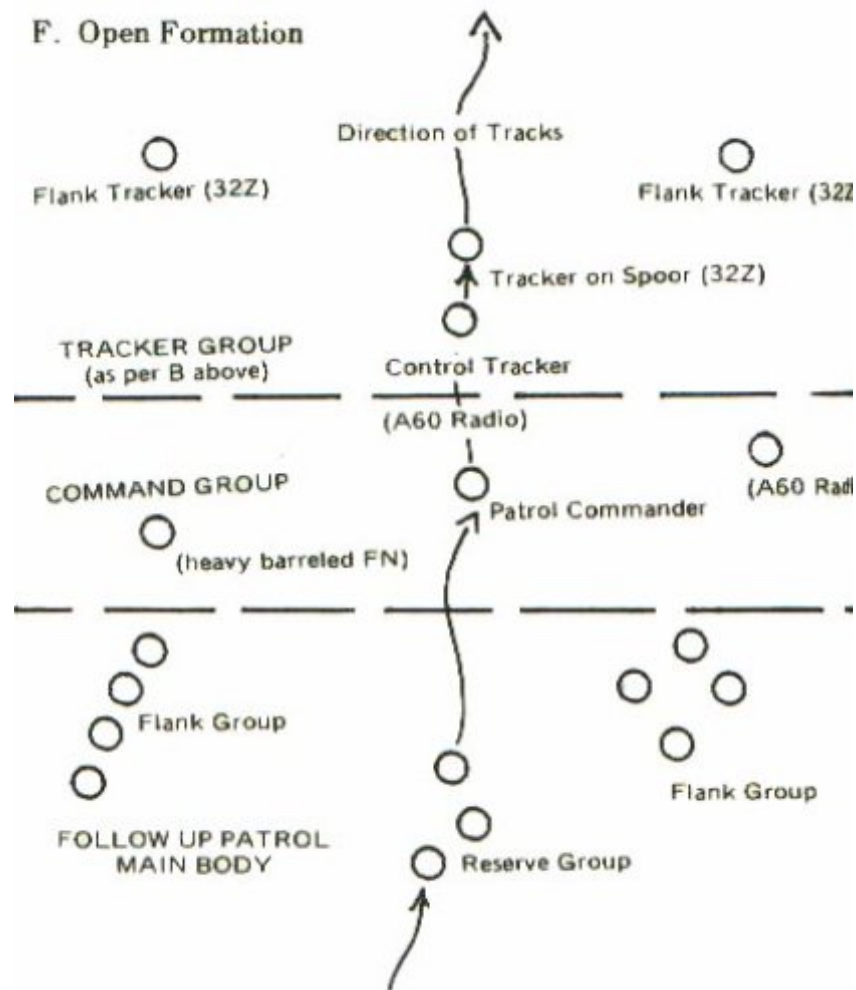 F. Open Formation
Direction of Tracks
Flank Tracker (32Z)
Flank Tracker (32Z
Tracker on Spoor (32Z)
TRACKER GROUP
(as per B above)
Control Tracker
(A60 Radio)
COMMAND GROUP
(A60 Radi
Patrol Commander
(heavy barreled FN)
Flank Group
Flank Group
FOLLOW UP PATROL
MAIN BODY
Reserve Group